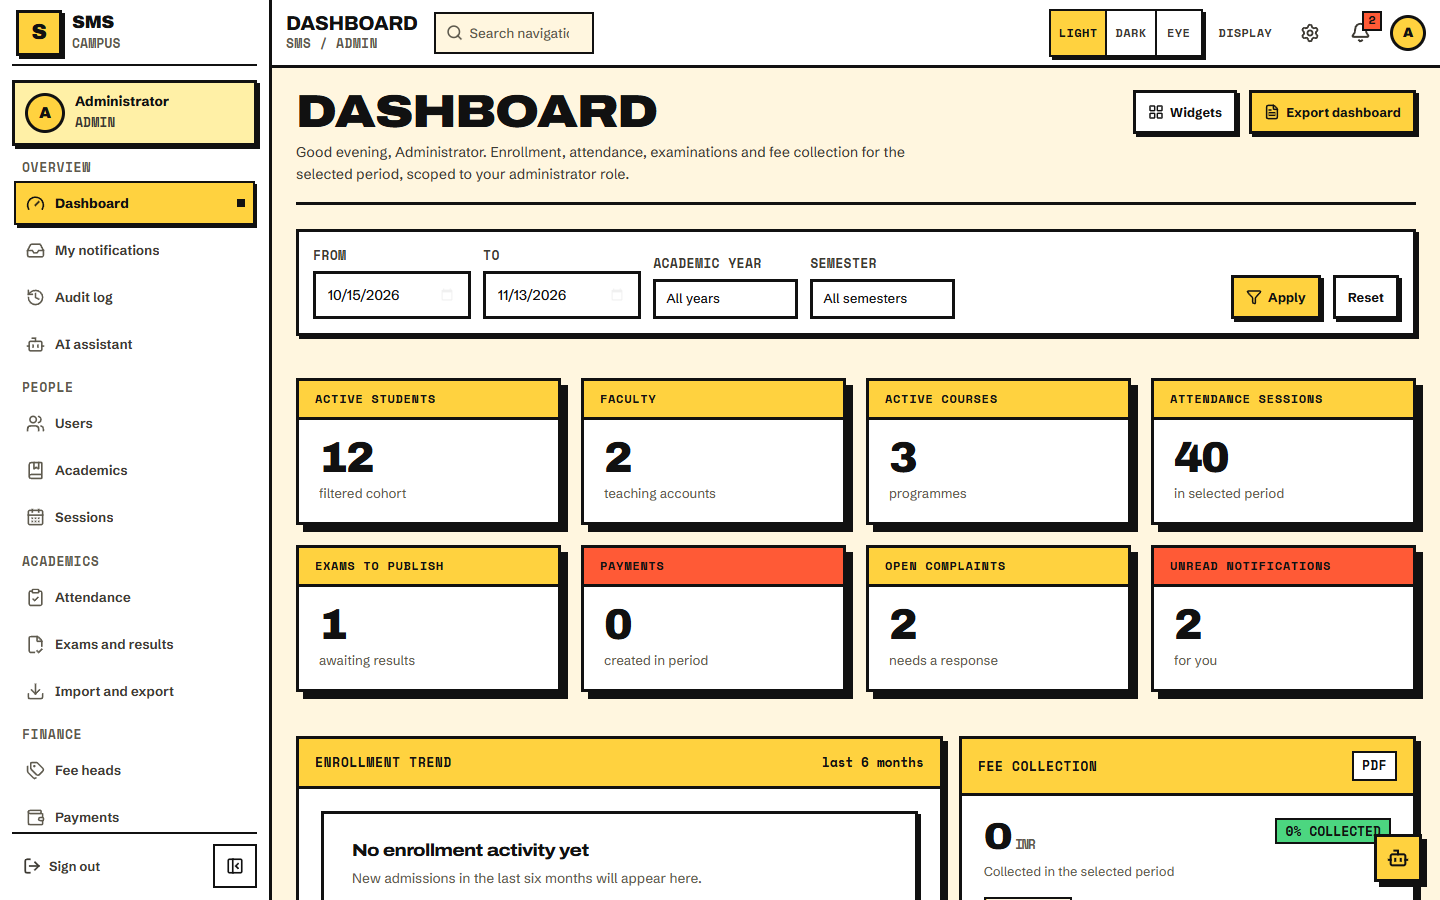 S
SMS
CAMPUS
A
Administrator
ADMIN
OVERVIEW
Dashboard
My notifications
Audit log
AI assistant
PEOPLE
Users
Academics
Sessions
ACADEMICS
Attendance
Exams and results
Import and export
FINANCE
Fee heads
Payments
Sign out
DASHBOARD
SMS / ADMIN
LIGHT
DARK
EYE
DISPLAY
2
A
DASHBOARD
Good evening, Administrator. Enrollment, attendance, examinations and fee collection for the
selected period, scoped to your administrator role.
Widgets
Export dashboard
FROM
10/15/2026
TO
11/13/2026
ACADEMIC YEAR
All years
SEMESTER
All semesters
Apply
Reset
ACTIVE STUDENTS
12
filtered cohort
FACULTY
2
teaching accounts
ACTIVE COURSES
3
programmes
ATTENDANCE SESSIONS
40
in selected period
EXAMS TO PUBLISH
1
awaiting results
PAYMENTS
0
created in period
OPEN COMPLAINTS
2
needs a response
UNREAD NOTIFICATIONS
2
for you
ENROLLMENT TREND
last 6 months
No enrollment activity yet
New admissions in the last six months will appear here.
FEE COLLECTION
PDF
0 INR
0% COLLECTED
Collected in the selected period
Search